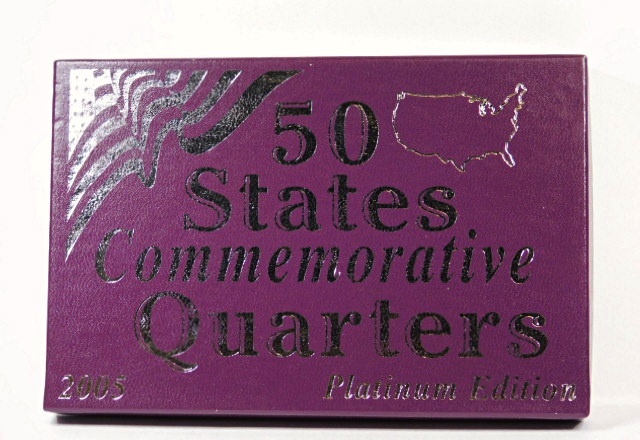 50
States
Commemorative
Quarters
2005 Platinum Edition